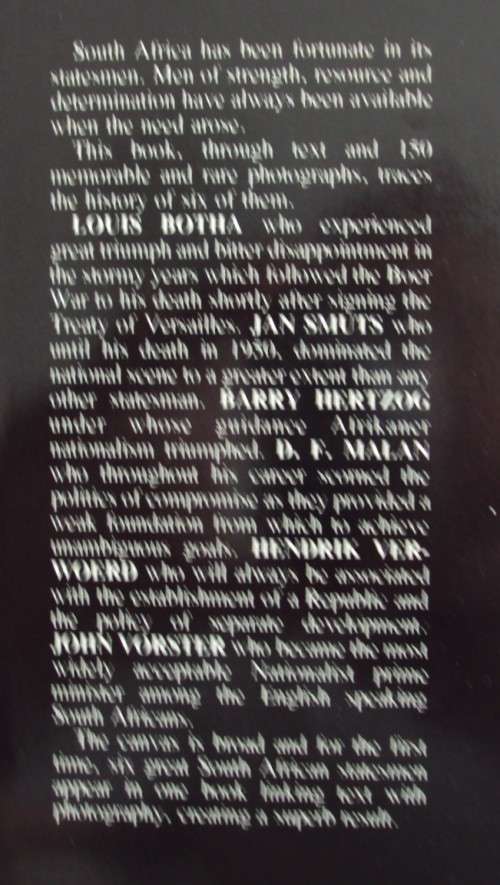 South Africa has been fortunate in its
statesmen. Men of strength, resource and
determination have always been available
when the need arose.
This book, through text and 150
memorable and rare photographs, traces
the history of six of them.
LOUIS BOTHA who experienced
great triumph and bitter disappointment in
the stormy years which followed the Boer
War to his death shortly after signing the
Treaty of Versailles. JAN SMUTS who
until his death in 1950, dominated the
national scene to a greater extent than any
other statesman. BARRY HERTZOG
under whose guidance Afrikaner
nationalism triumphed. D. F. MALAN
who throughout his career scorned the
politics of compromise as they provided a
weak foundation from which to achieve
unambiguous goals. HENDRIK VER-
WOERD who will always be associated
with the establishment of a Republic and
the policy of separate development.
JOHN VORSTER who became the most
widely acceptable Nationalist prime
minister among the English speaking
South Africans.
The canvas is broad and for the first
time, six great South African statesmen
appear in one book linking text with
photographs, creating a superb result.